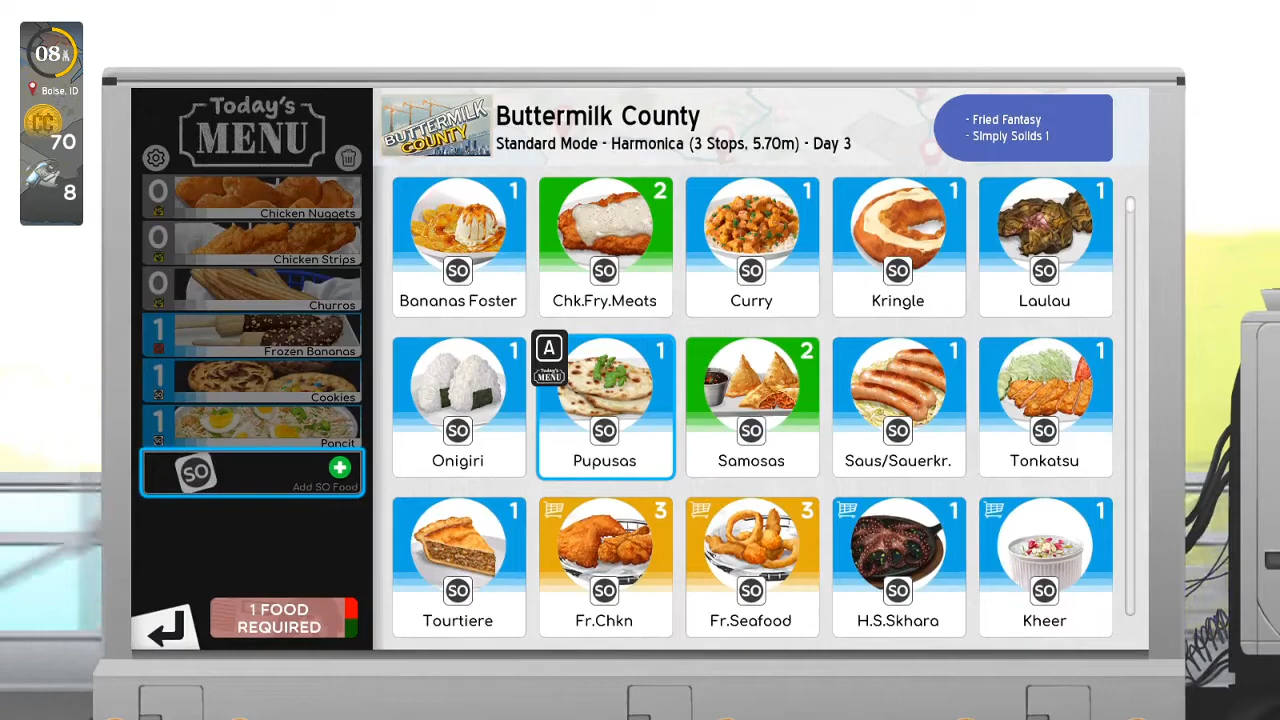 08
Boise, ID
CC
70
8
Today's
MENU
0
Chicken Nuggets
0
Chicken Strips
0
Churros
1
Frozen Bananas
1
Cookies
1
SO
Pancit
SO
Add SO Food
1 FOOD
REQUIRED
BUTTERMILK
COUNTY
Buttermilk County
Standard Mode - Harmonica (3 Stops, 5.70m) - Day 3
- Fried Fantasy
- Simply Solids 1
1 2 1 1 1
SO SO SO SO SO
Bananas Foster Chk.Fry.Meats Curry Kringle Laulau
A
Today's
MENU
1 1 2 1 1
SO SO SO SO SO
Onigiri Pupusas Samosas Saus/Sauerkr. Tonkatsu
1 3 3 1 1
SO SO SO SO SO
Tourtiere Fr.Chkn Fr.Seafood H.S.Skhara Kheer